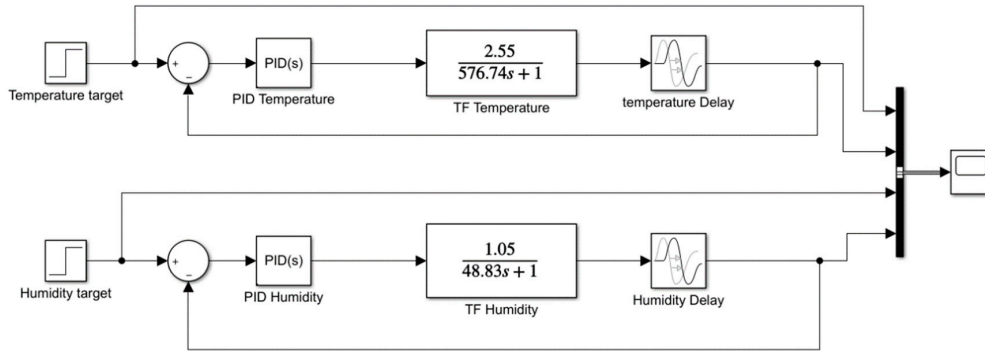 +
−
PID(s)
2.55
576.74s + 1
Temperature target
PID Temperature
TF Temperature
temperature Delay
+
−
PID(s)
1.05
48.83s + 1
Humidity target
PID Humidity
TF Humidity
Humidity Delay